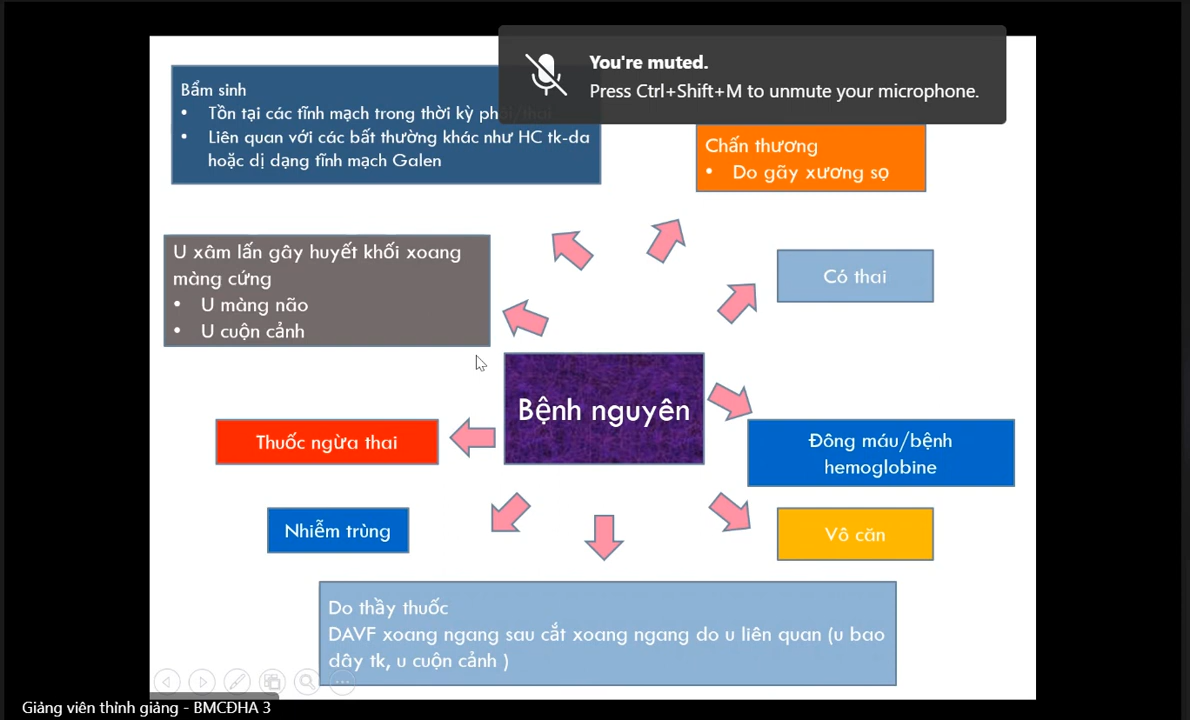 You're muted.
Press Ctrl+Shift+M to unmute your microphone.
Bẩm sinh
• Tồn tại các tĩnh mạch trong thời kỳ phôi/thai
• Liên quan với các bất thường khác như HC tk-da
hoặc dị dạng tĩnh mạch Galen
Chấn thương
• Do gãy xương sọ
U xâm lấn gây huyết khối xoang
màng cứng
• U màng não
• U cuộn cảnh
Có thai
Bệnh nguyên
Thuốc ngừa thai
Đông máu/bệnh
hemoglobine
Nhiễm trùng
Vô căn
Do thầy thuốc
DAVF xoang ngang sau cắt xoang ngang do u liên quan (u bao
dây tk, u cuộn cảnh )
Giảng viên thỉnh giảng - BMCĐHA 3